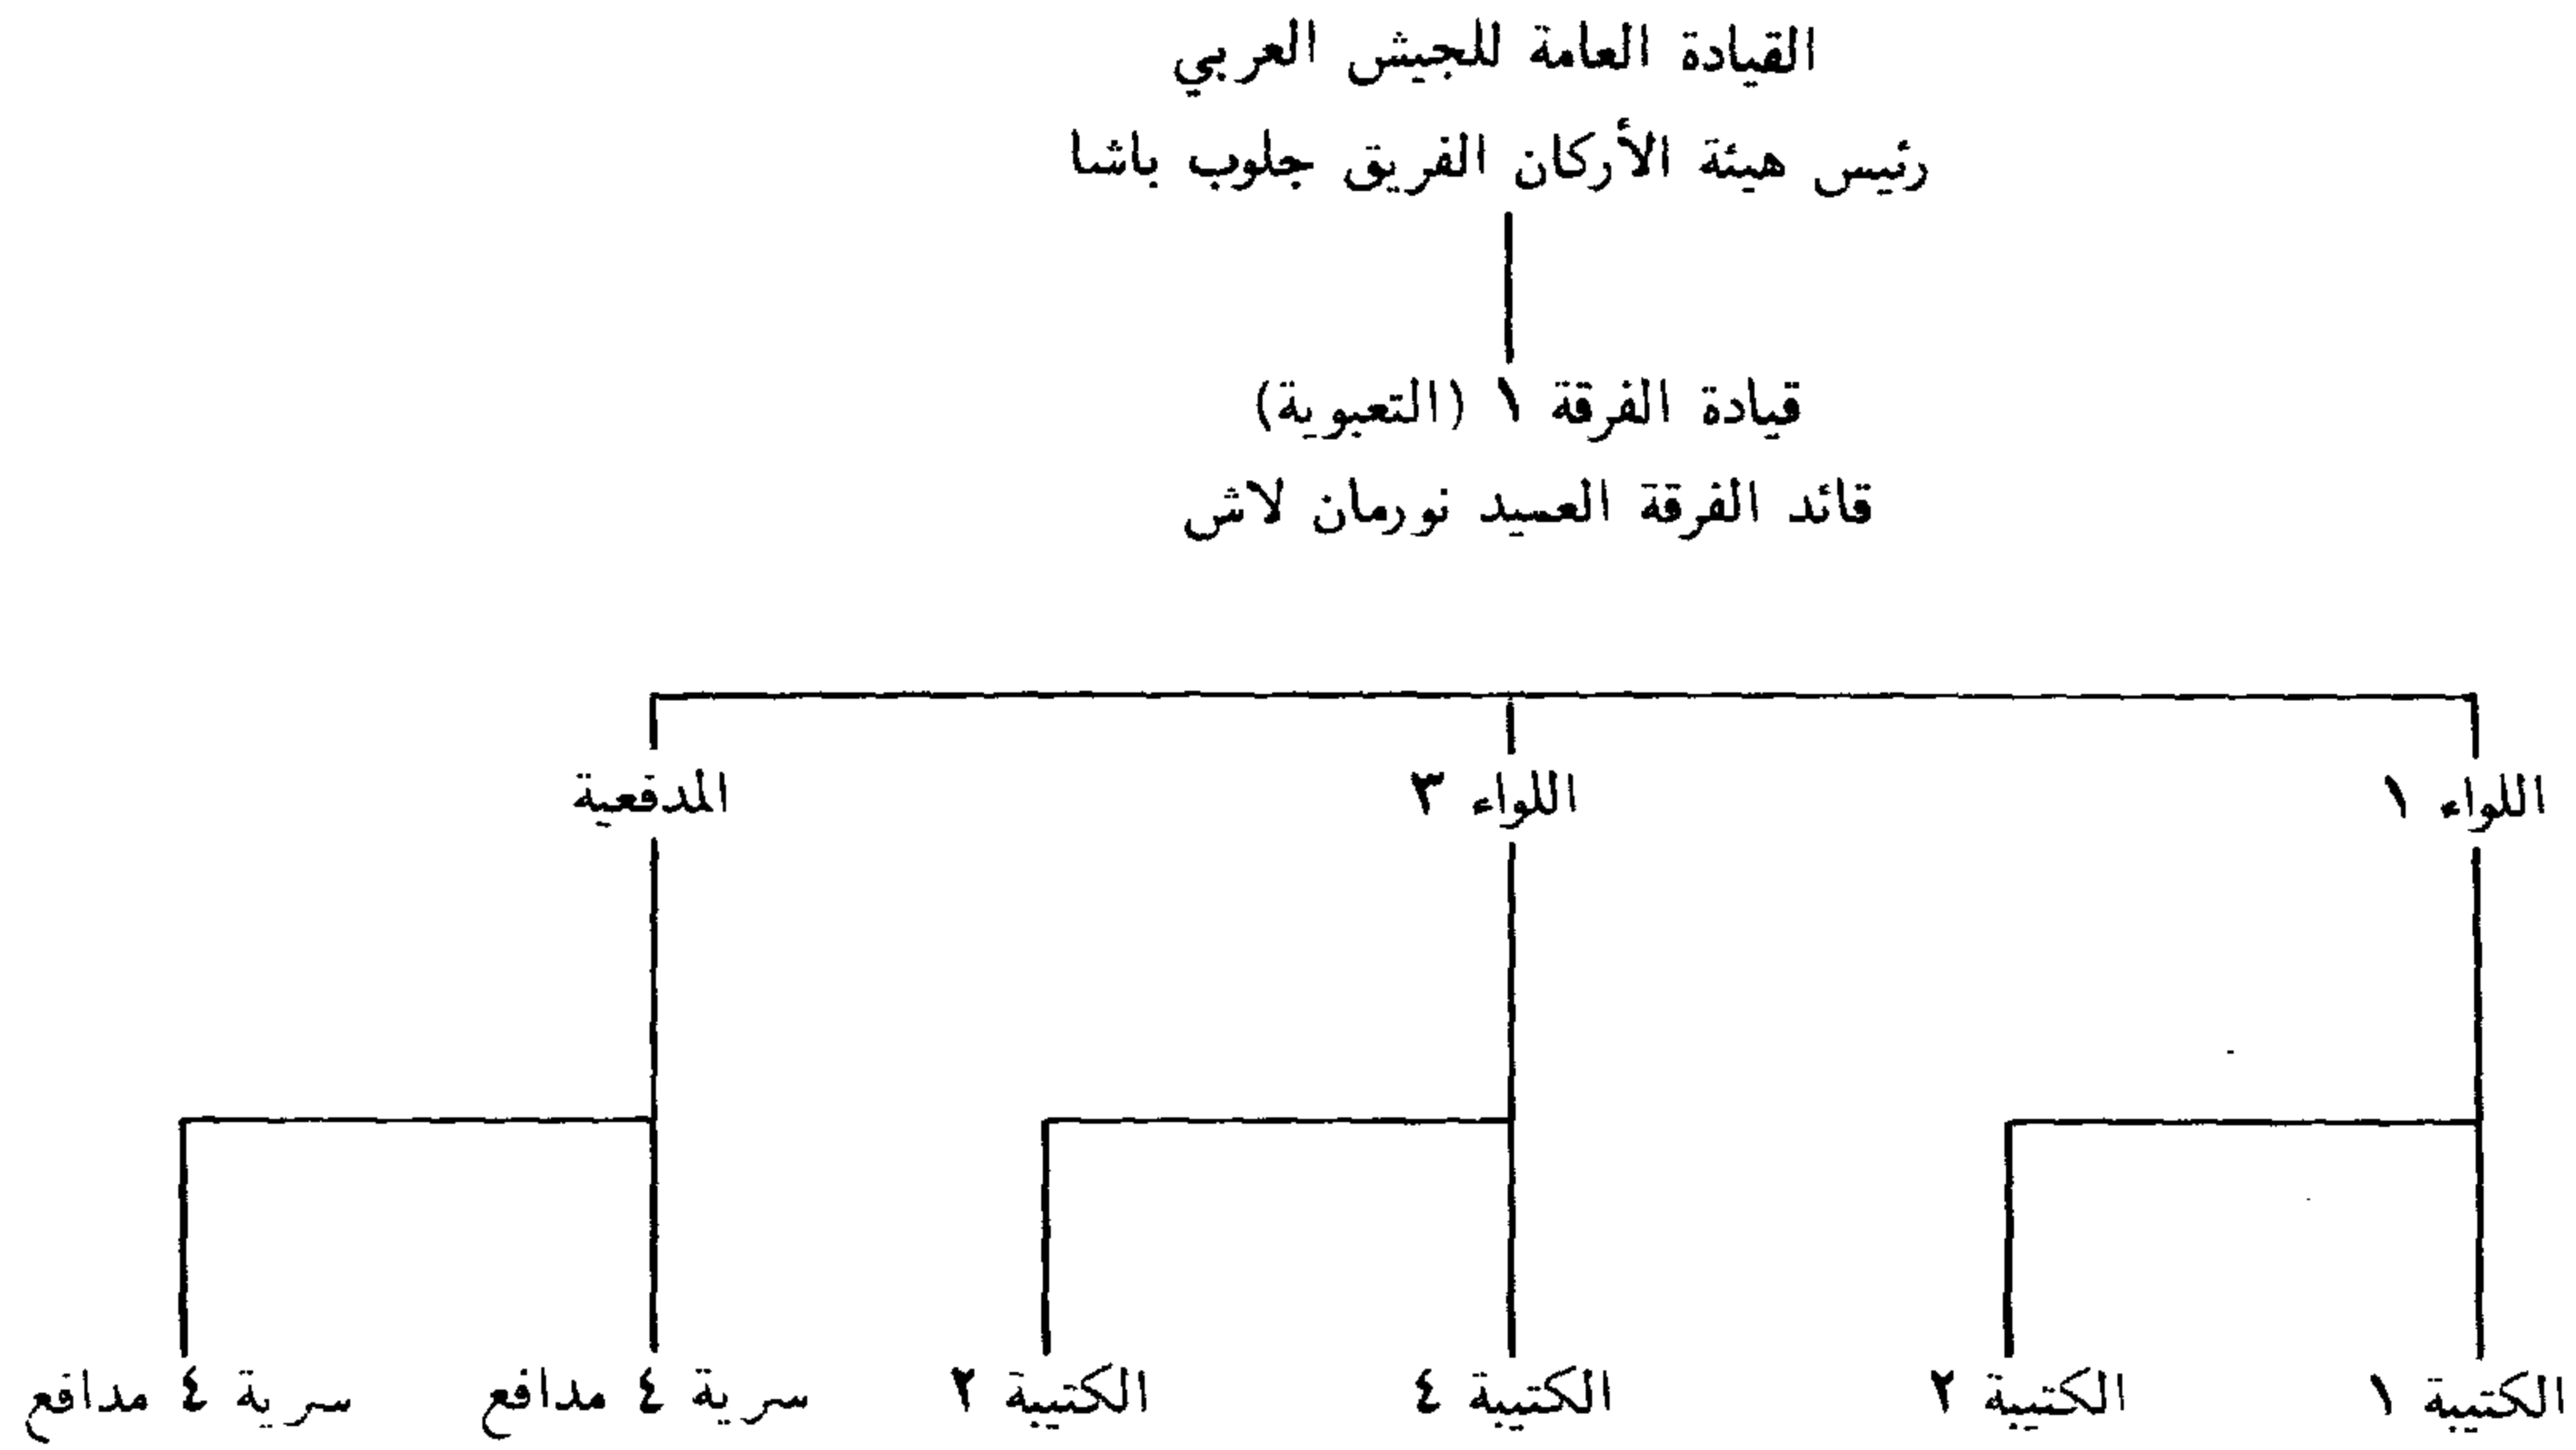 القيادة العامة للجيش العربي
رئيس هيئة الأركان الفريق جلوب باشا
قيادة الفرقة ١ (التعبوية)
قائد الفرقة العميد نورمان لاش
اللواء ١
اللواء ٣
المدفعية
الكتيبة ١
الكتيبة ٢
الكتيبة ٤
الكتيبة ٢
سرية ٤ مدافع
سرية ٤ مدافع